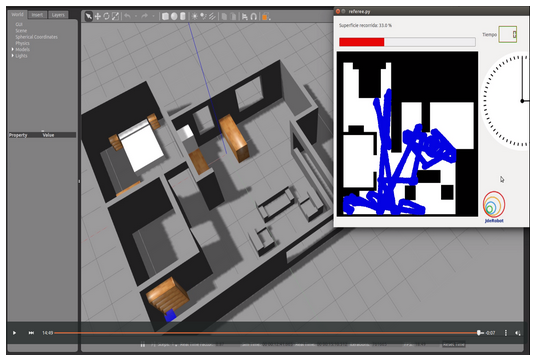 World Insert Layers
GUI
Scene
Spherical Coordinates
Physics
Models
Lights
Property Value
referee.py
Superficie recorrida: 33.0 %
Tiempo
JdeRobot
14:49
-0:07